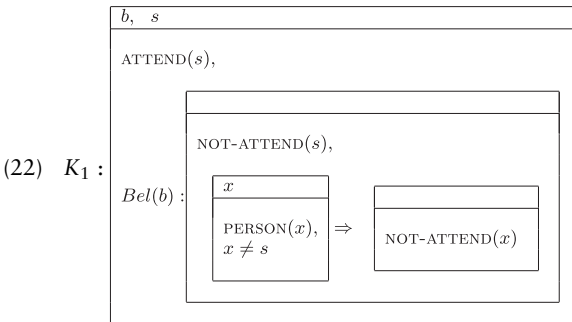 b, s
ATTEND(s),
NOT-ATTEND(s),
(22) K₁ :
Bel(b) :
x
PERSON(x),
x ≠ s
⇒
NOT-ATTEND(x)